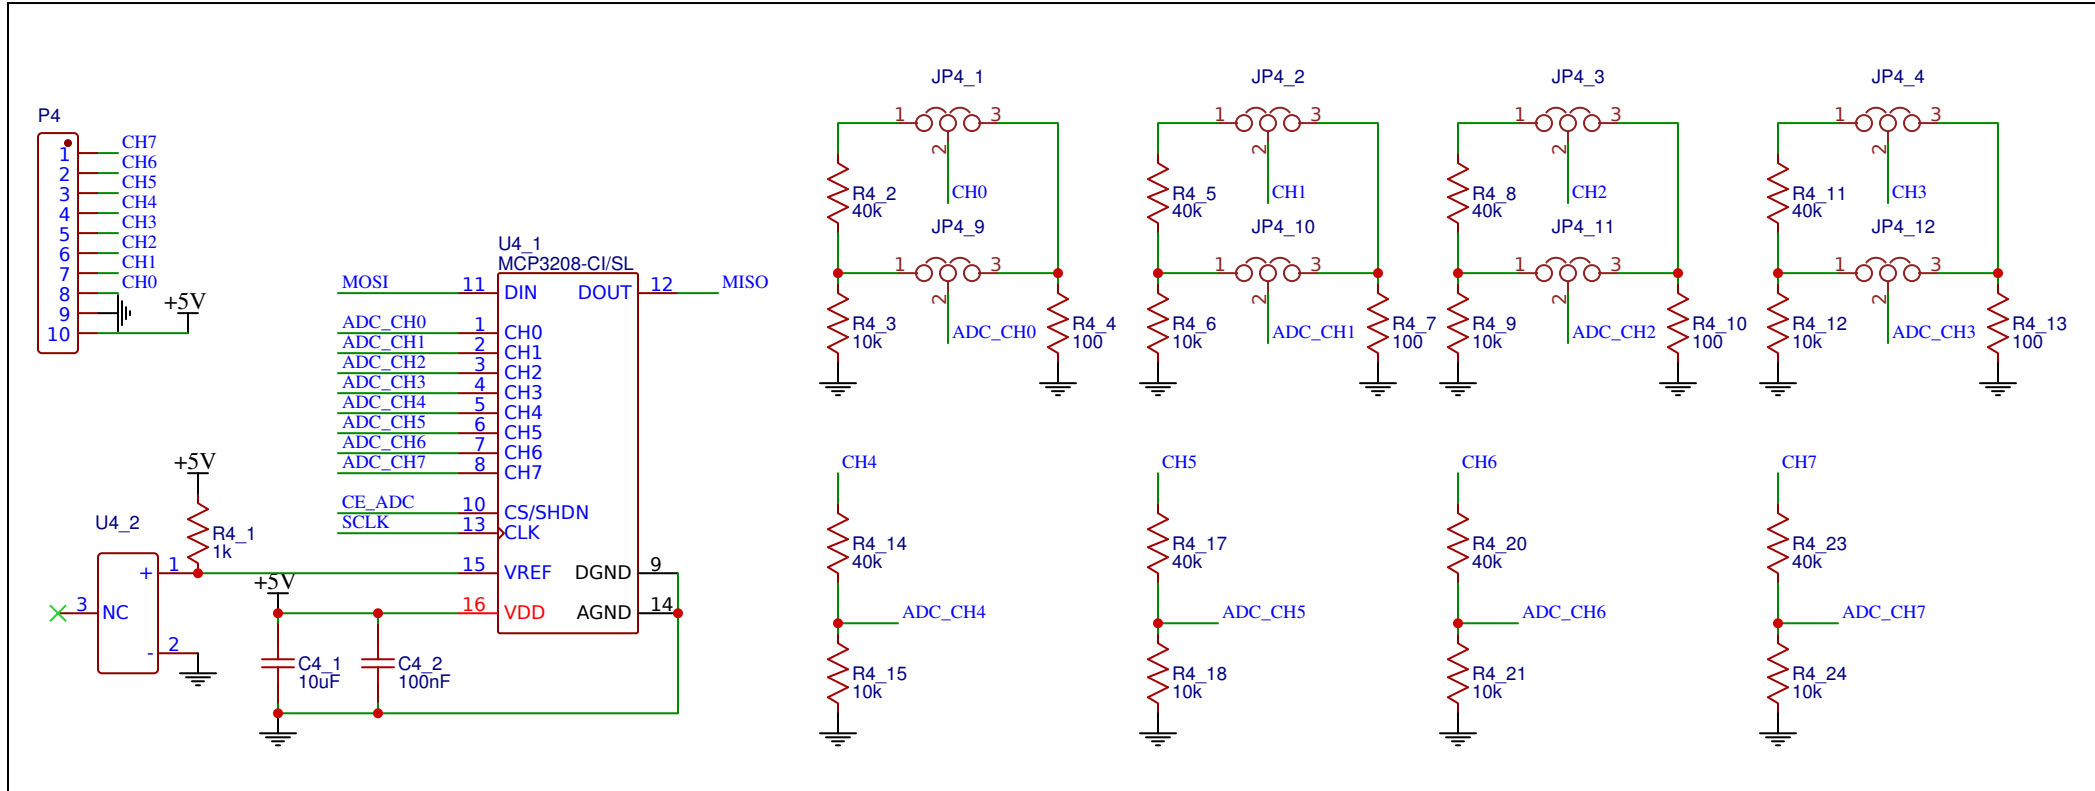 P4
1 CH7
2 CH6
3 CH5
4 CH4
5 CH3
6 CH2
7 CH1
8 CH0
9
10 +5V
U4_1
MCP3208-CI/SL
MOSI 11 DIN DOUT 12 MISO
ADC_CH0 1 CH0
ADC_CH1 2 CH1
ADC_CH2 3 CH2
ADC_CH3 4 CH3
ADC_CH4 5 CH4
ADC_CH5 6 CH5
ADC_CH6 7 CH6
ADC_CH7 8 CH7
CE_ADC 10 CS/SHDN
SCLK 13 CLK
15 VREF DGND 9
16 VDD AGND 14
+5V
R4_1
1k
U4_2
+ 1
3 NC
- 2
+5V
C4_1
10uF
C4_2
100nF
JP4_1
1 3
2
R4_2
40k
CH0
JP4_9
1 3
2
R4_3
10k
ADC_CH0
R4_4
100
JP4_2
1 3
2
R4_5
40k
CH1
JP4_10
1 3
2
R4_6
10k
ADC_CH1
R4_7
100
JP4_3
1 3
2
R4_8
40k
CH2
JP4_11
1 3
2
R4_9
10k
ADC_CH2
R4_10
100
JP4_4
1 3
2
R4_11
40k
CH3
JP4_12
1 3
2
R4_12
10k
ADC_CH3
R4_13
100
CH4
R4_14
40k
ADC_CH4
R4_15
10k
CH5
R4_17
40k
ADC_CH5
R4_18
10k
CH6
R4_20
40k
ADC_CH6
R4_21
10k
CH7
R4_23
40k
ADC_CH7
R4_24
10k